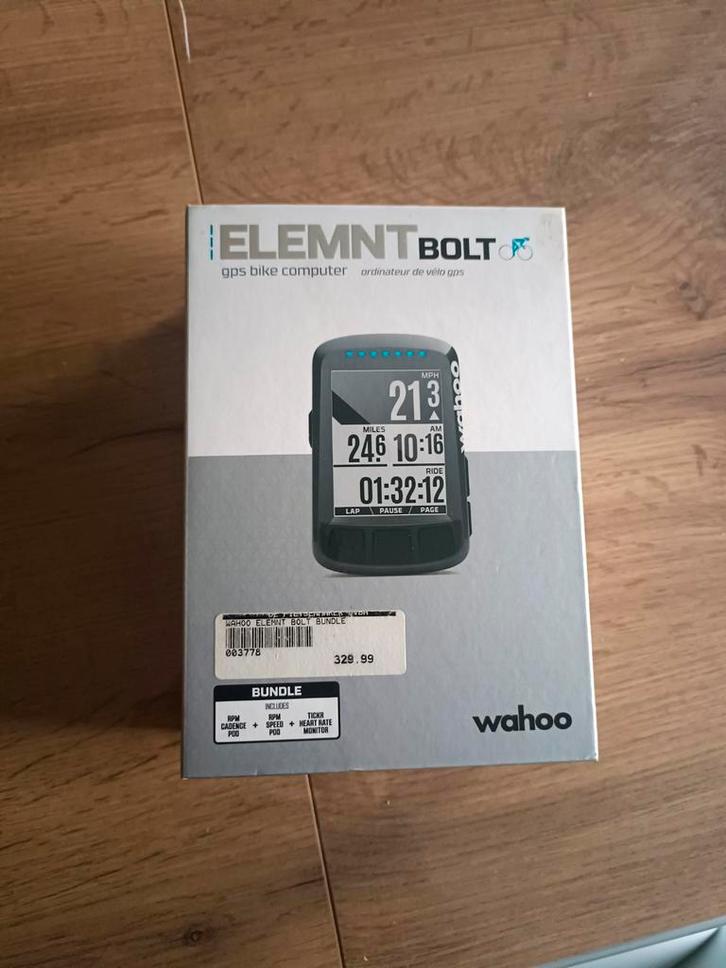 ELEMNT BOLT
gps bike computer ordinateur de vélo gps
MPH
21 3
MILES AM
24.6 10:16
RIDE
01:32:12
LAP \ PAUSE / PAGE
wahoo
WAHOO ELEMNT BOLT BUNDLE
003778
329.99
BUNDLE
INCLUDES
RPM CADENCE POD + RPM SPEED POD + TICKR HEART RATE MONITOR
wahoo